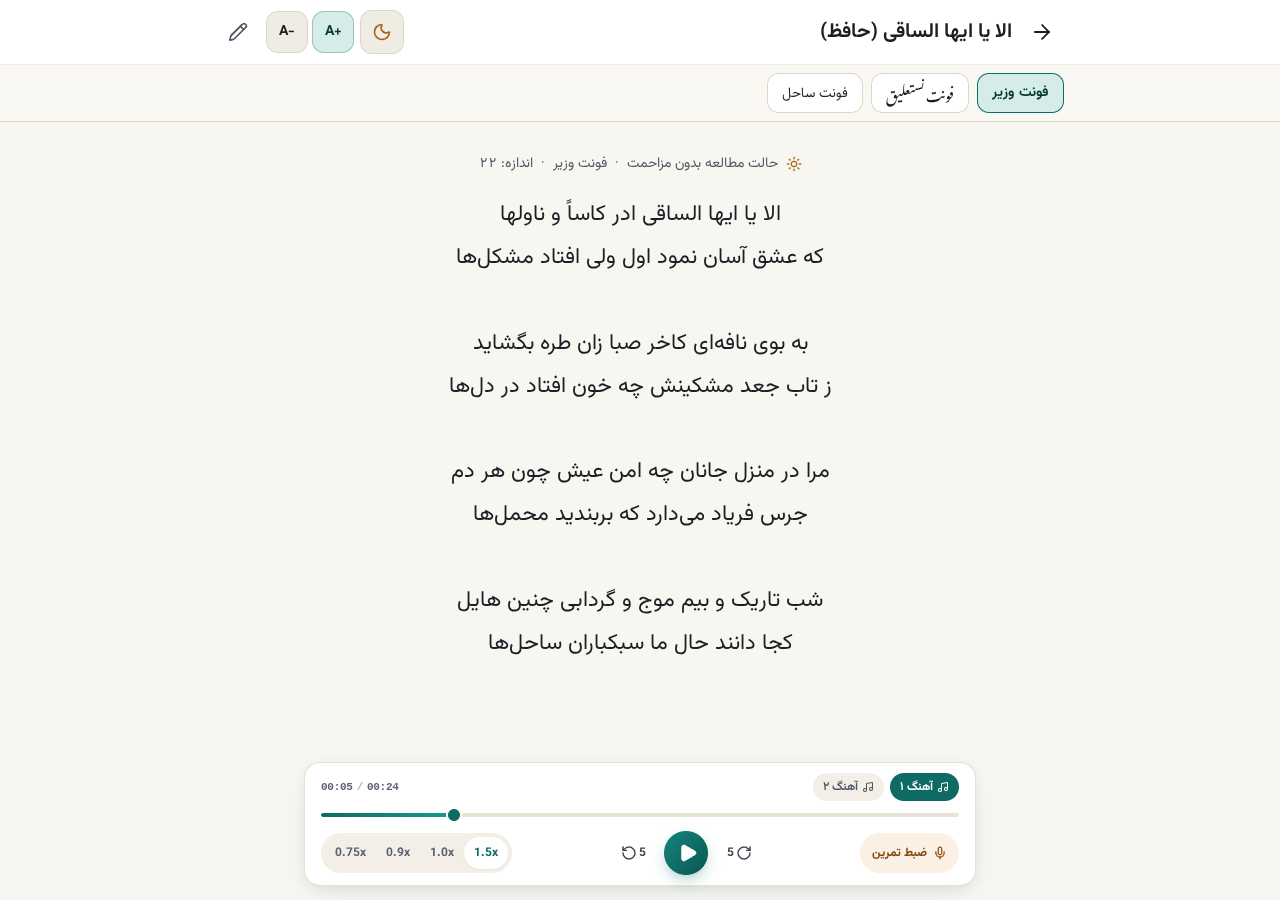 الا یا ایها الساقی (حافظ)
A+
A-
فونت وزیر
فونت نستعلیق
فونت ساحل
حالت مطالعه بدون مزاحمت · فونت وزیر · اندازه: ۲۲
الا یا ایها الساقی ادر کاساً و ناولها
که عشق آسان نمود اول ولی افتاد مشکل‌ها
به بوی نافه‌ای کاخر صبا زان طره بگشاید
ز تاب جعد مشکینش چه خون افتاد در دل‌ها
مرا در منزل جانان چه امن عیش چون هر دم
جرس فریاد می‌دارد که بربندید محمل‌ها
شب تاریک و بیم موج و گردابی چنین هایل
کجا دانند حال ما سبکباران ساحل‌ها
آهنگ ۱
آهنگ ۲
00:05 / 00:24
ضبط تمرین
5
5
0.75x 0.9x 1.0x 1.5x